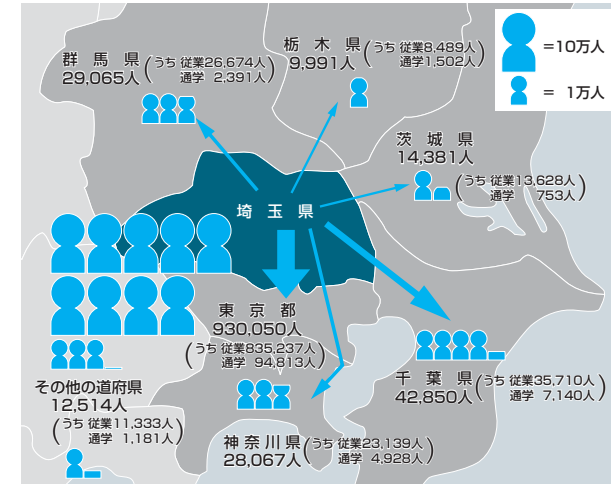 群馬県
29,065人
(うち 従業26,674人
通学 2,391人)
栃木県
9,991人
(うち 従業8,489人
通学1,502人)
=10万人
= 1万人
茨城県
14,381人
(うち 従業13,628人
通学 753人)
埼玉県
東京都
930,050人
(うち 従業835,237人
通学 94,813人)
その他の道府県
12,514人
(うち 従業11,333人
通学 1,181人)
神奈川県
28,067人
(うち 従業23,139人
通学 4,928人)
千葉県
42,850人
(うち 従業35,710人
通学 7,140人)